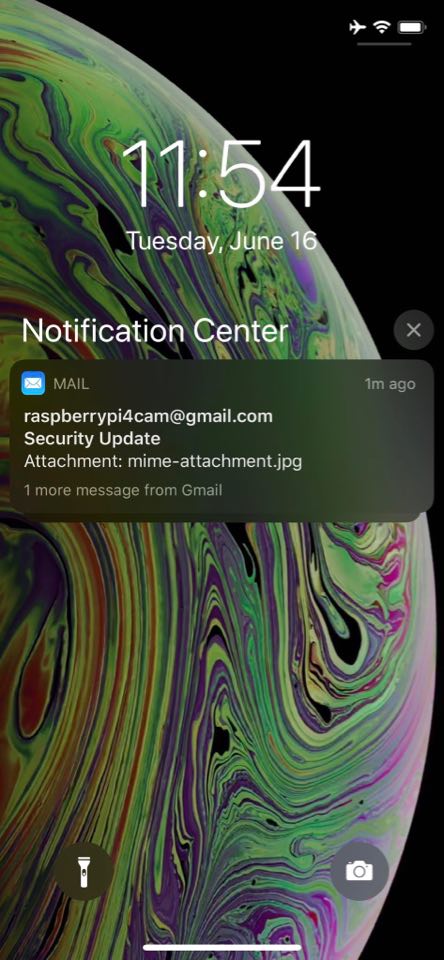 11:54
Tuesday, June 16
Notification Center
MAIL 1m ago
raspberrypi4cam@gmail.com
Security Update
Attachment: mime-attachment.jpg
1 more message from Gmail